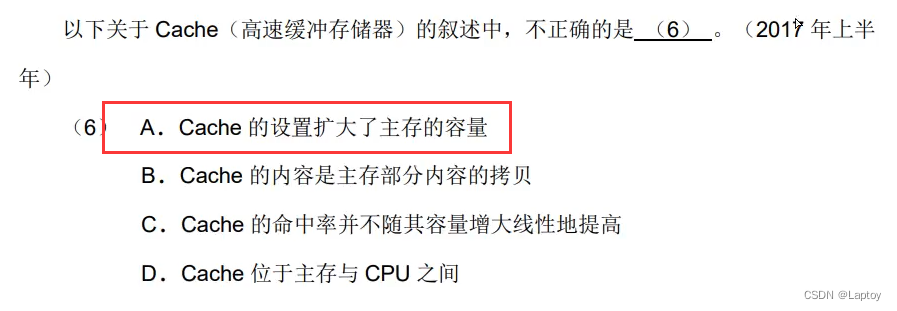 以下关于 Cache（高速缓冲存储器）的叙述中，不正确的是 （6） 。（2017 年上半
年）
（6） A．Cache 的设置扩大了主存的容量
B．Cache 的内容是主存部分内容的拷贝
C．Cache 的命中率并不随其容量增大线性地提高
D．Cache 位于主存与 CPU 之间
CSDN @Laptoy